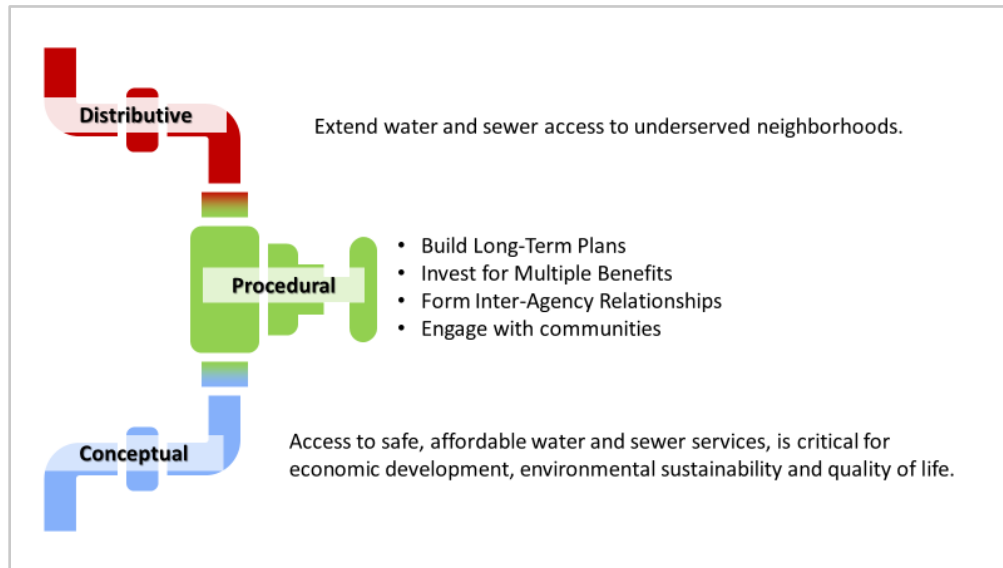 Distributive
Extend water and sewer access to underserved neighborhoods.
Procedural
• Build Long-Term Plans
• Invest for Multiple Benefits
• Form Inter-Agency Relationships
• Engage with communities
Conceptual
Access to safe, affordable water and sewer services, is critical for
economic development, environmental sustainability and quality of life.